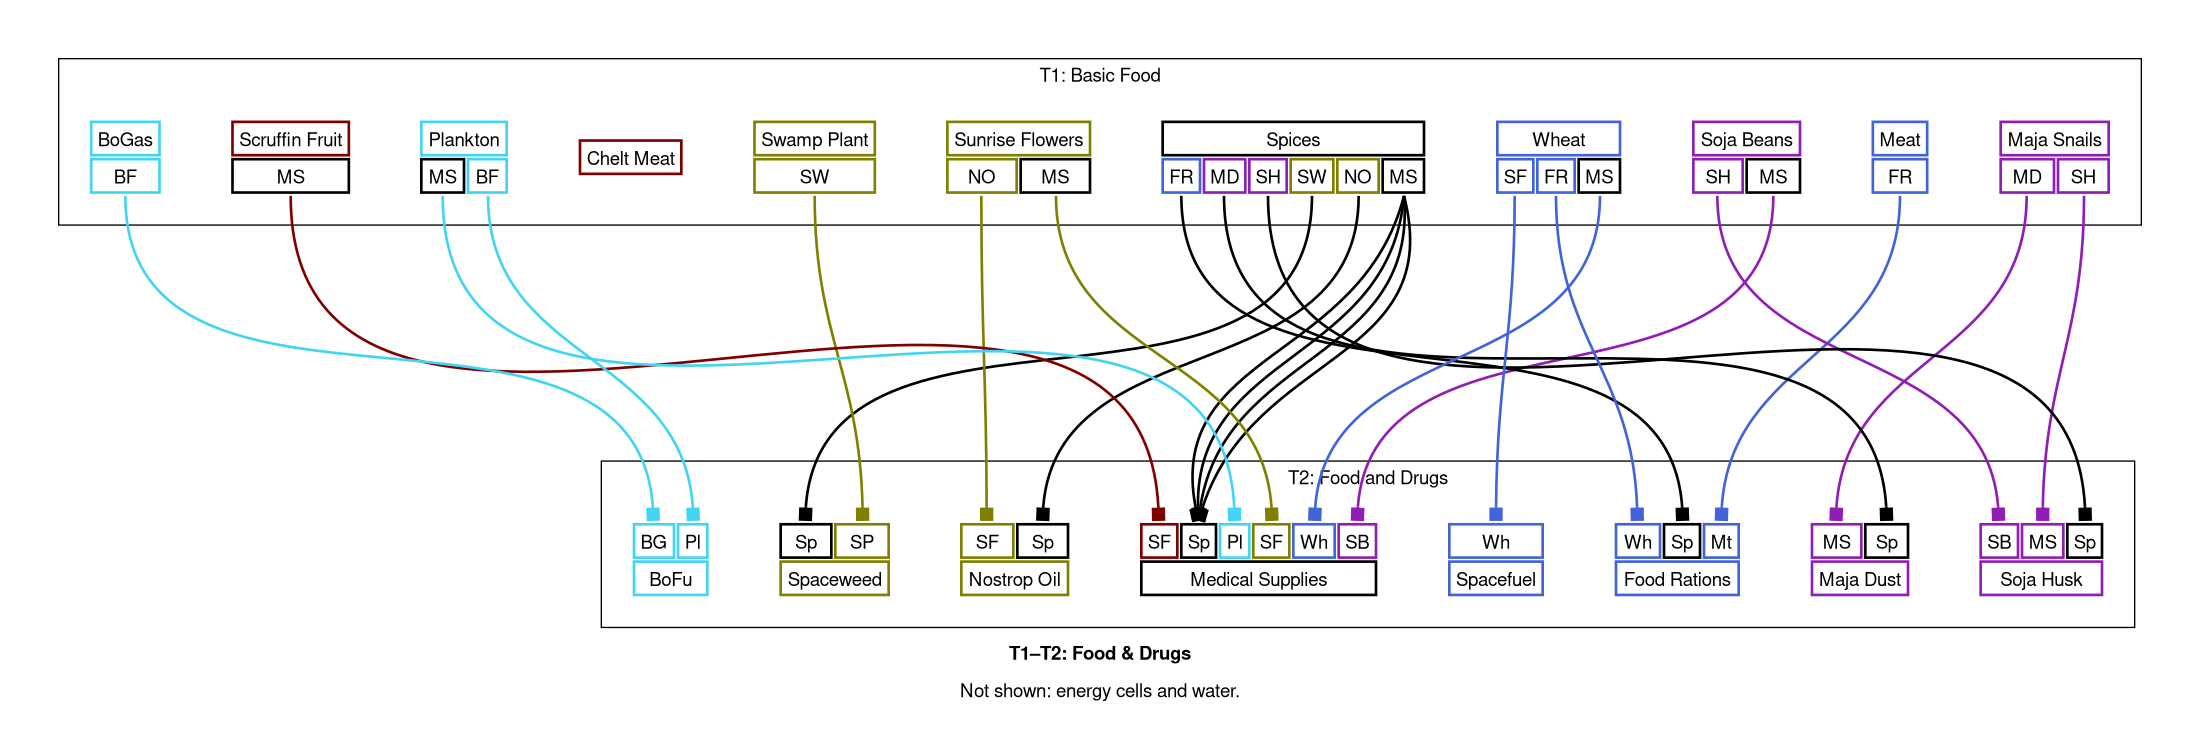 T1: Basic Food
BoGas Scruffin Fruit Plankton Chelt Meat Swamp Plant Sunrise Flowers Spices Wheat Soja Beans Meat Maja Snails
BF MS MS BF SW NO MS FR MD SH SW NO MS SF FR MS SH MS FR MD SH
T2: Food and Drugs
BG Pl Sp SP SF Sp SF Sp Pl SF Wh SB Wh Wh Sp Mt MS Sp SB MS Sp
BoFu Spaceweed Nostrop Oil Medical Supplies Spacefuel Food Rations Maja Dust Soja Husk
T1–T2: Food & Drugs
Not shown: energy cells and water.